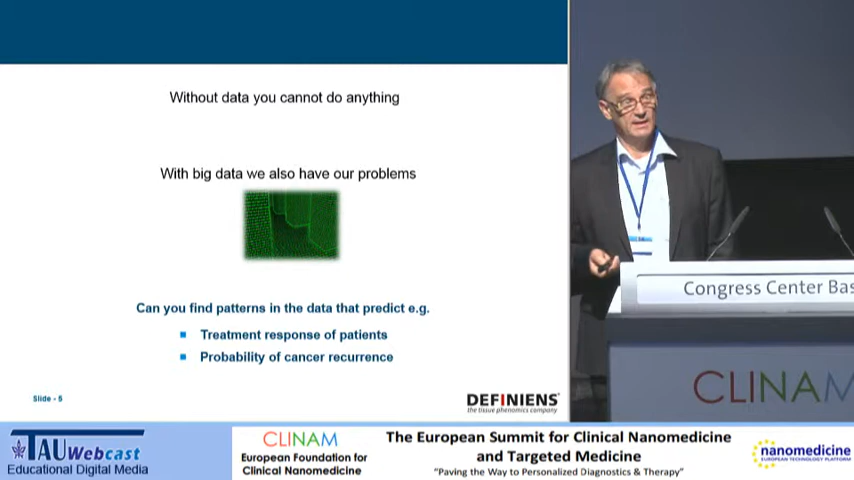 Without data you cannot do anything
With big data we also have our problems
Can you find patterns in the data that predict e.g.
Treatment response of patients
Probability of cancer recurrence
Slide - 5
DEFINIENS
the tissue phenomics company
Congress Center Bas
CLINAM
TAU Webcast
Educational Digital Media
CLINAM
European Foundation for
Clinical Nanomedicine
The European Summit for Clinical Nanomedicine
and Targeted Medicine
"Paving the Way to Personalized Diagnostics & Therapy"
nanomedicine
EUROPEAN TECHNOLOGY PLATFORM